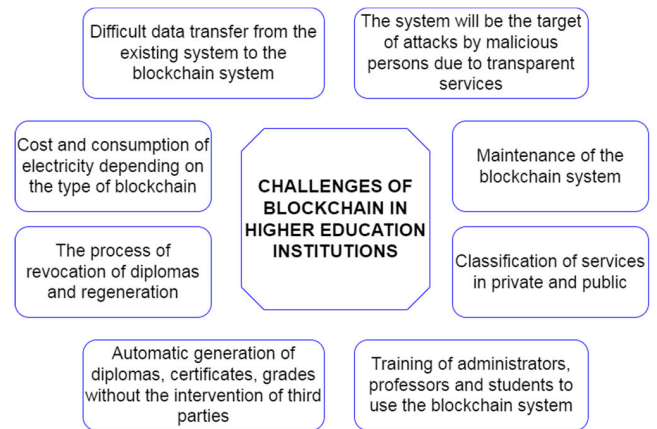 Difficult data transfer from the
existing system to the
blockchain system
The system will be the target
of attacks by malicious
persons due to transparent
services
Cost and consumption of
electricity depending on
the type of blockchain
CHALLENGES OF
BLOCKCHAIN IN
HIGHER EDUCATION
INSTITUTIONS
Maintenance of the
blockchain system
The process of
revocation of diplomas
and regeneration
Classification of services
in private and public
Automatic generation of
diplomas, certificates, grades
without the intervention of third
parties
Training of administrators,
professors and students to
use the blockchain system